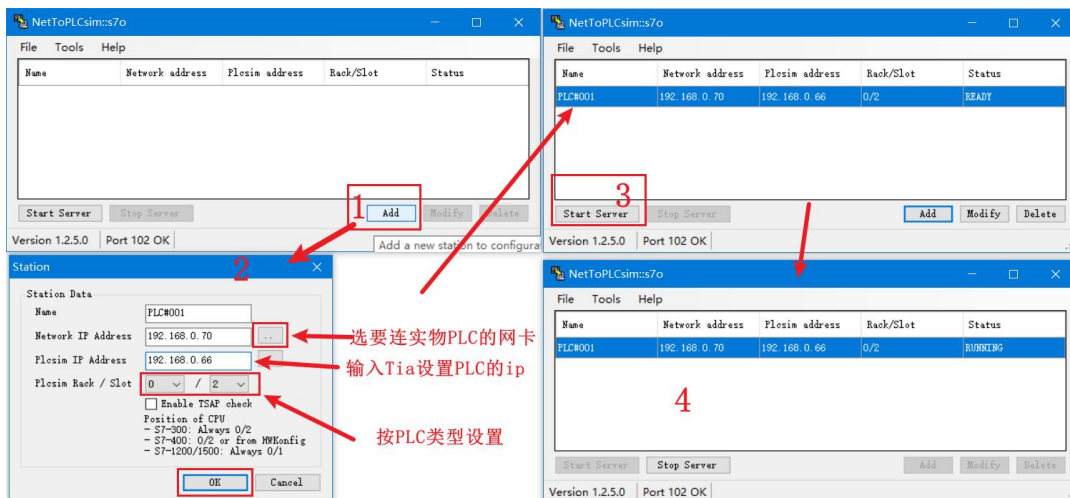 NetToPLCsim::s7o
File Tools Help
Name Network address Plcsim address Rack/Slot Status
1
Start Server Stop Server Add Modify Delete
Version 1.2.5.0 Port 102 OK
Add a new station to configurat
NetToPLCsim::s7o
File Tools Help
Name Network address Plcsim address Rack/Slot Status
PLC#001 192.168.0.70 192.168.0.66 0/2 READY
3
Start Server Stop Server Add Modify Delete
Version 1.2.5.0 Port 102 OK
2
Station
Station Data
Name PLC#001
Network IP Address 192.168.0.70 ..
选要连实物PLC的网卡
Plcsim IP Address 192.168.0.66
输入Tia设置PLC的ip
Plcsim Rack / Slot 0 / 2
Enable TSAP check
Position of CPU
- S7-300: Always 0/2
- S7-400: 0/2 or from HWKonfig
- S7-1200/1500: Always 0/1
按PLC类型设置
OK Cancel
NetToPLCsim::s7o
File Tools Help
Name Network address Plcsim address Rack/Slot Status
PLC#001 192.168.0.70 192.168.0.66 0/2 RUNNING
4
Start Server Stop Server Add Modify Delete
Version 1.2.5.0 Port 102 OK